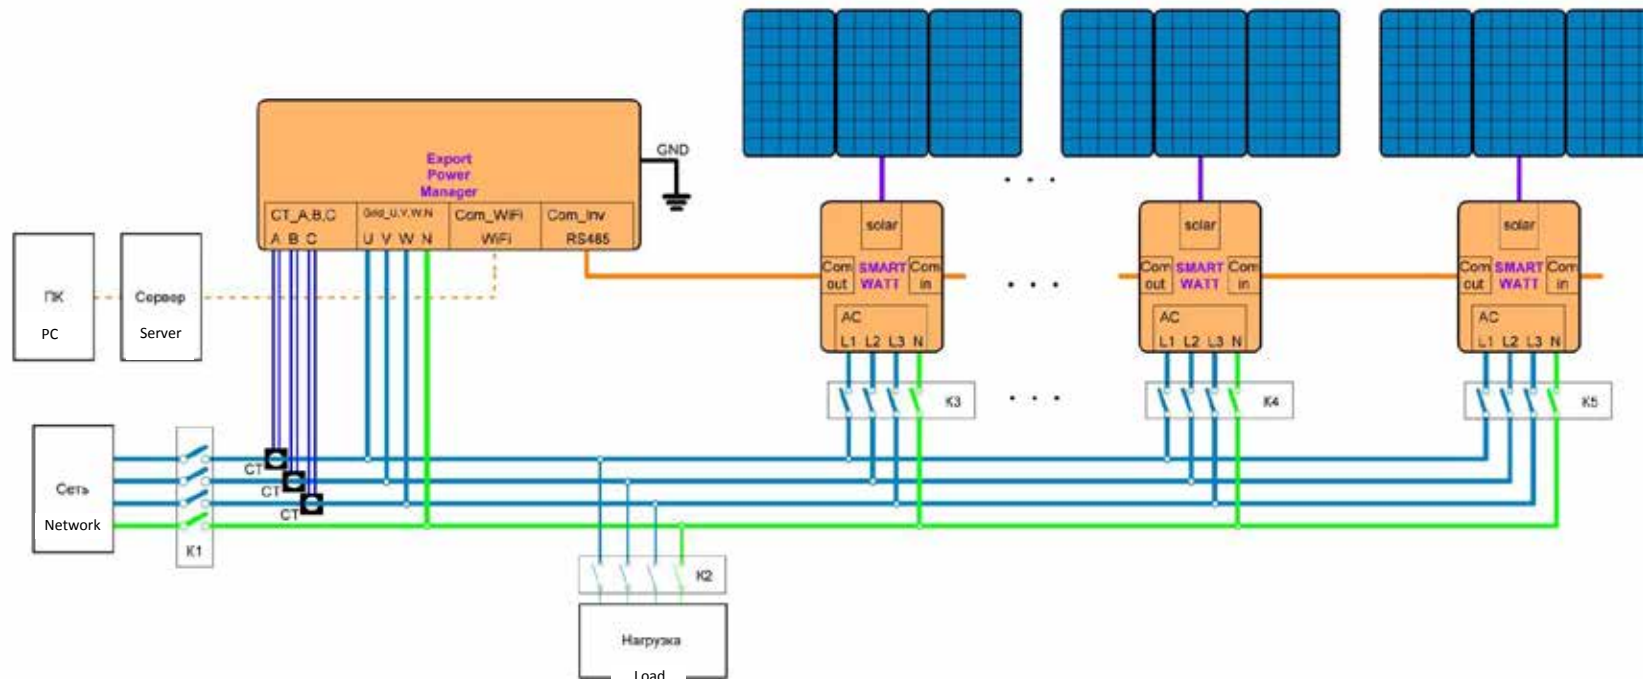 GND
Export
Power
Manager
CT_A,B,C
Grid_U,V,W,N
Com_WiFi
Com_Inv
A B C
U V W N
WiFi
RS485
solar
solar
solar
Com
out
SMART
WATT
Com
in
Com
out
SMART
WATT
Com
in
Com
out
SMART
WATT
Com
in
AC
L1 L2 L3 N
AC
L1 L2 L3 N
AC
L1 L2 L3 N
ПК
PC
Сервер
Server
K3
K4
K5
Сеть
Network
CT
CT
CT
K1
K2
Нагрузка
Load